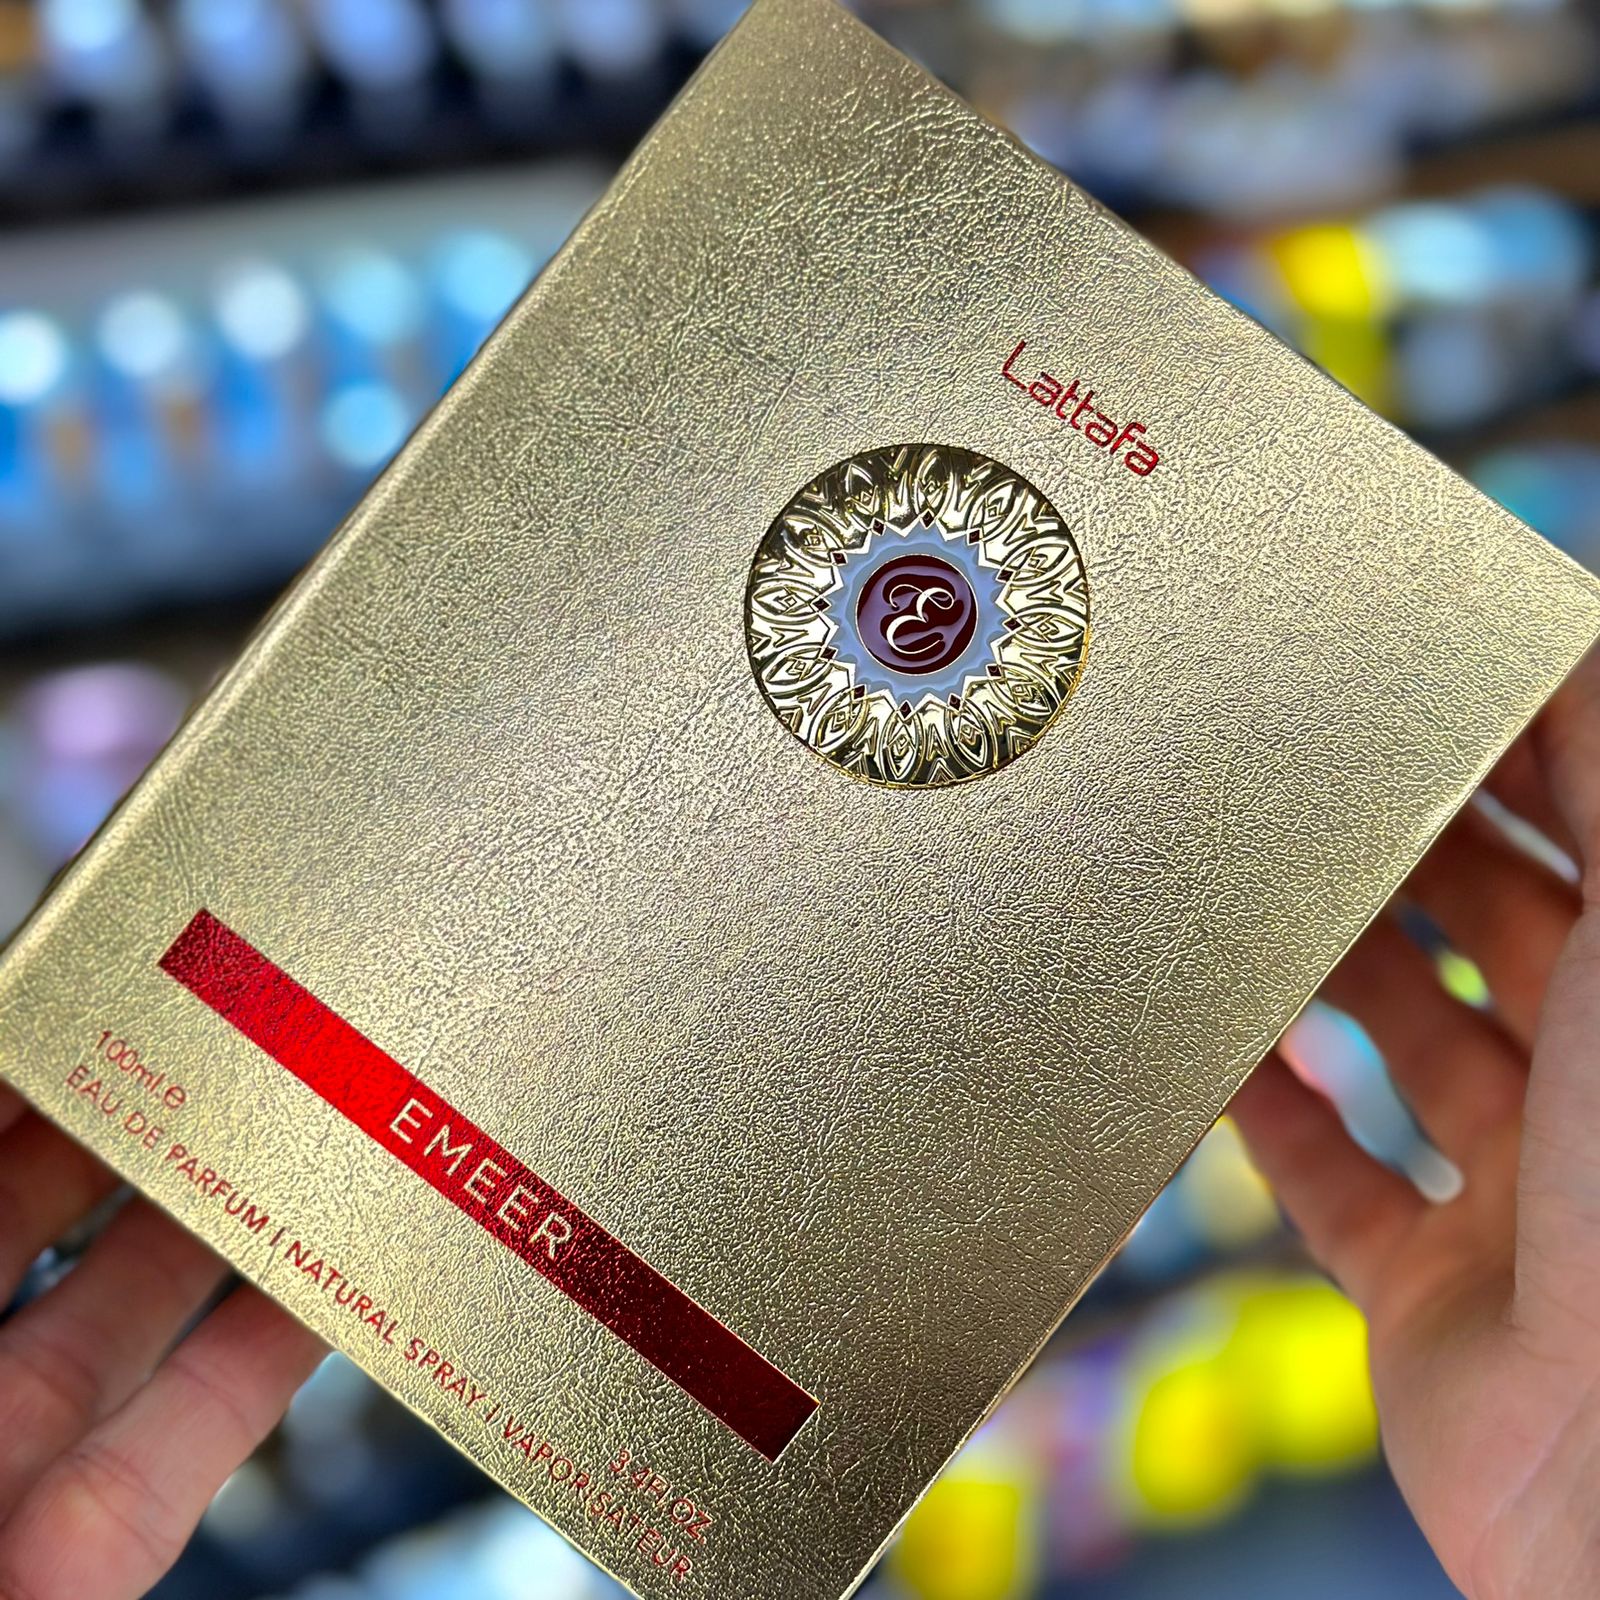 Lattafa
E
EMEER
100ml.e
3.4Fl OZ
EAU DE PARFUM | NATURAL SPRAY | VAPORISATEUR